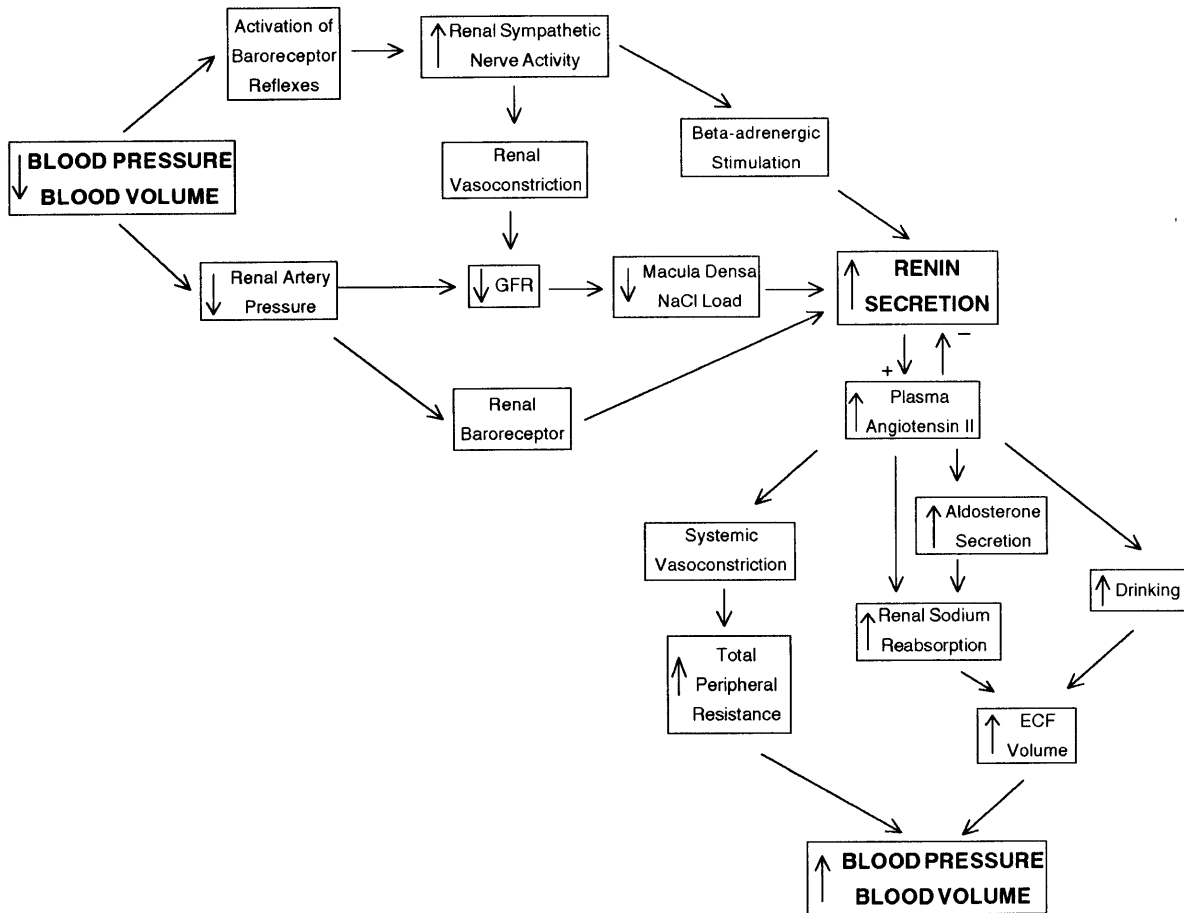 Activation of
Baroreceptor
Reflexes
↑ Renal Sympathetic
Nerve Activity
Beta-adrenergic
Stimulation
↓ BLOOD PRESSURE
BLOOD VOLUME
Renal
Vasoconstriction
↓ Renal Artery
Pressure
↓ GFR
↓ Macula Densa
NaCl Load
↑ RENIN
SECRETION
+
−
Renal
Baroreceptor
↑ Plasma
Angiotensin II
Systemic
Vasoconstriction
↑ Aldosterone
Secretion
↑ Drinking
↑ Renal Sodium
Reabsorption
↑ Total
Peripheral
Resistance
↑ ECF
Volume
↑ BLOOD PRESSURE
BLOOD VOLUME